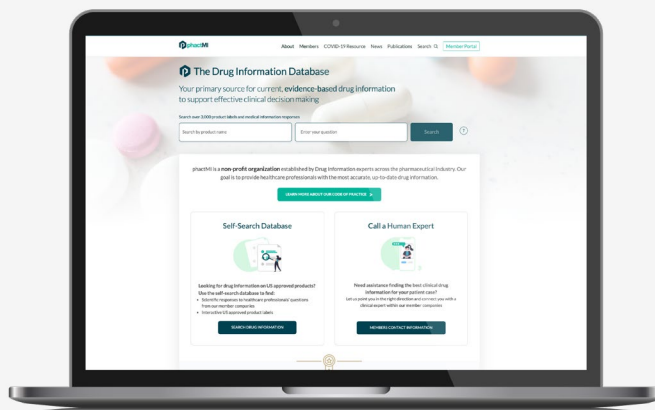 phactMI
About Members COVID-19 Resource News Publications Search Member Portal
The Drug Information Database
Your primary source for current, evidence-based drug information
to support effective clinical decision making
Search over 3,000 product labels and medical information responses
Search by product name Enter your question Search ?
phactMI is a non-profit organization established by Drug Information experts across the pharmaceutical industry. Our
goal is to provide healthcare professionals with the most accurate, up-to-date drug information.
LEARN MORE ABOUT OUR CODE OF PRACTICE
Self-Search Database
Looking for drug information on US approved products?
Use the self-search database to find:
• Scientific responses to healthcare professionals' questions
from our member companies
• Interactive US approved product labels
SEARCH DRUG INFORMATION
Call a Human Expert
Need assistance finding the best clinical drug
information for your patient case?
Let us point you in the right direction and connect you with a
clinical expert within our member companies
MEMBERS CONTACT INFORMATION